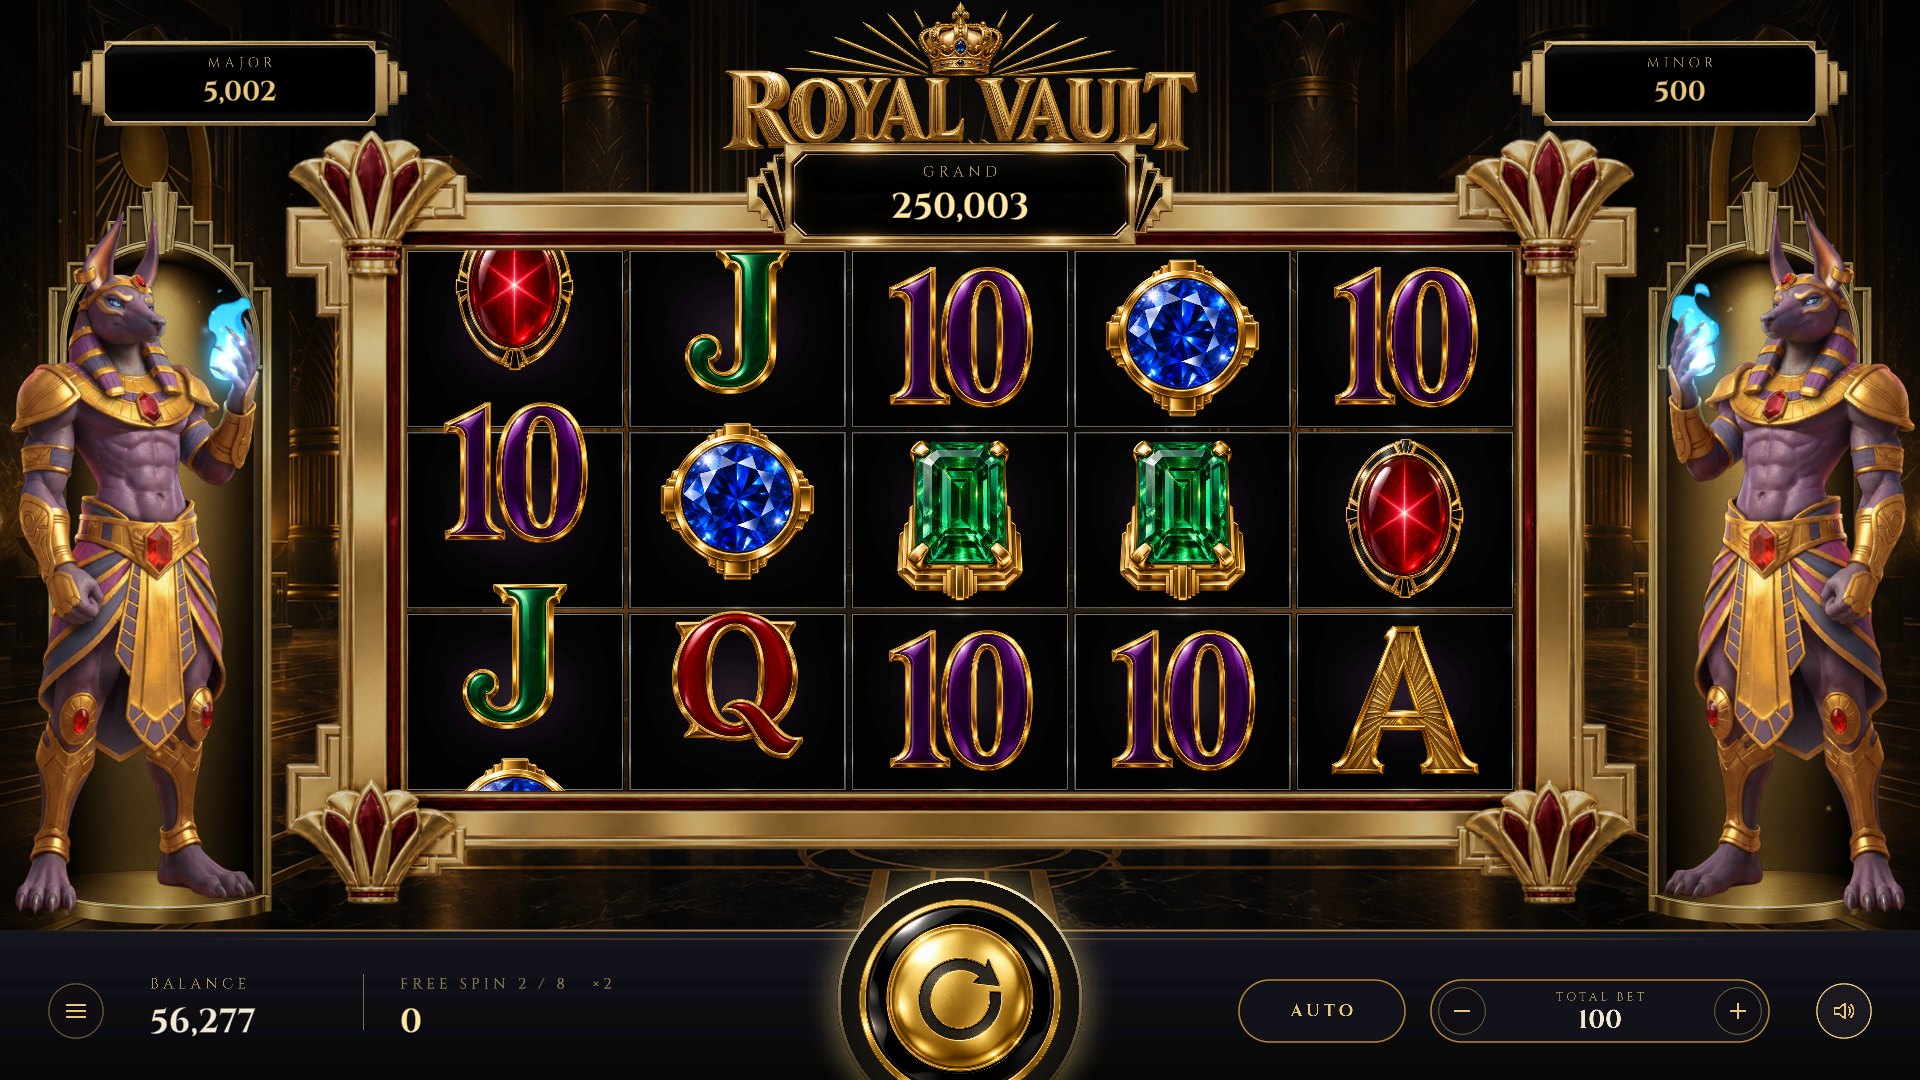 MAJOR
5,002
ROYAL VAULT
MINOR
500
GRAND
250,003
J 10 10
10
J Q 10 10 A
BALANCE
56,277
FREE SPIN 2 / 8 ×2
0
AUTO
TOTAL BET
100